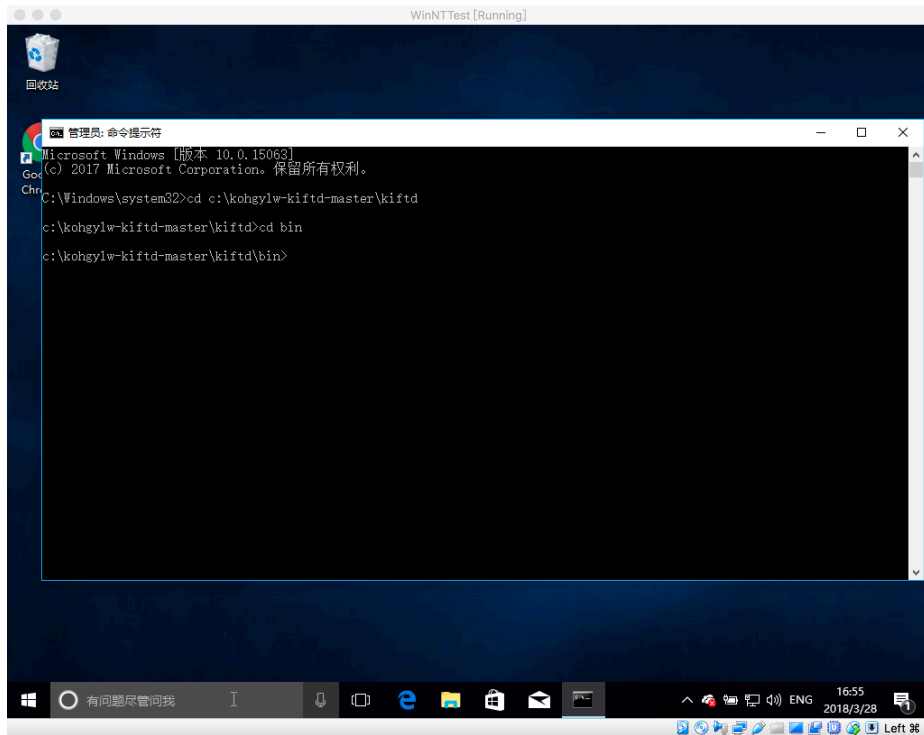 WinNTTest [Running]
回收站
管理员: 命令提示符
Goo
Chr
Microsoft Windows [版本 10.0.15063]
(c) 2017 Microsoft Corporation。保留所有权利。
C:\Windows\system32>cd c:\kohgylw-kiftd-master\kiftd
c:\kohgylw-kiftd-master\kiftd>cd bin
c:\kohgylw-kiftd-master\kiftd\bin>
有问题尽管问我
ENG
16:55
2018/3/28
1
Left ⌘